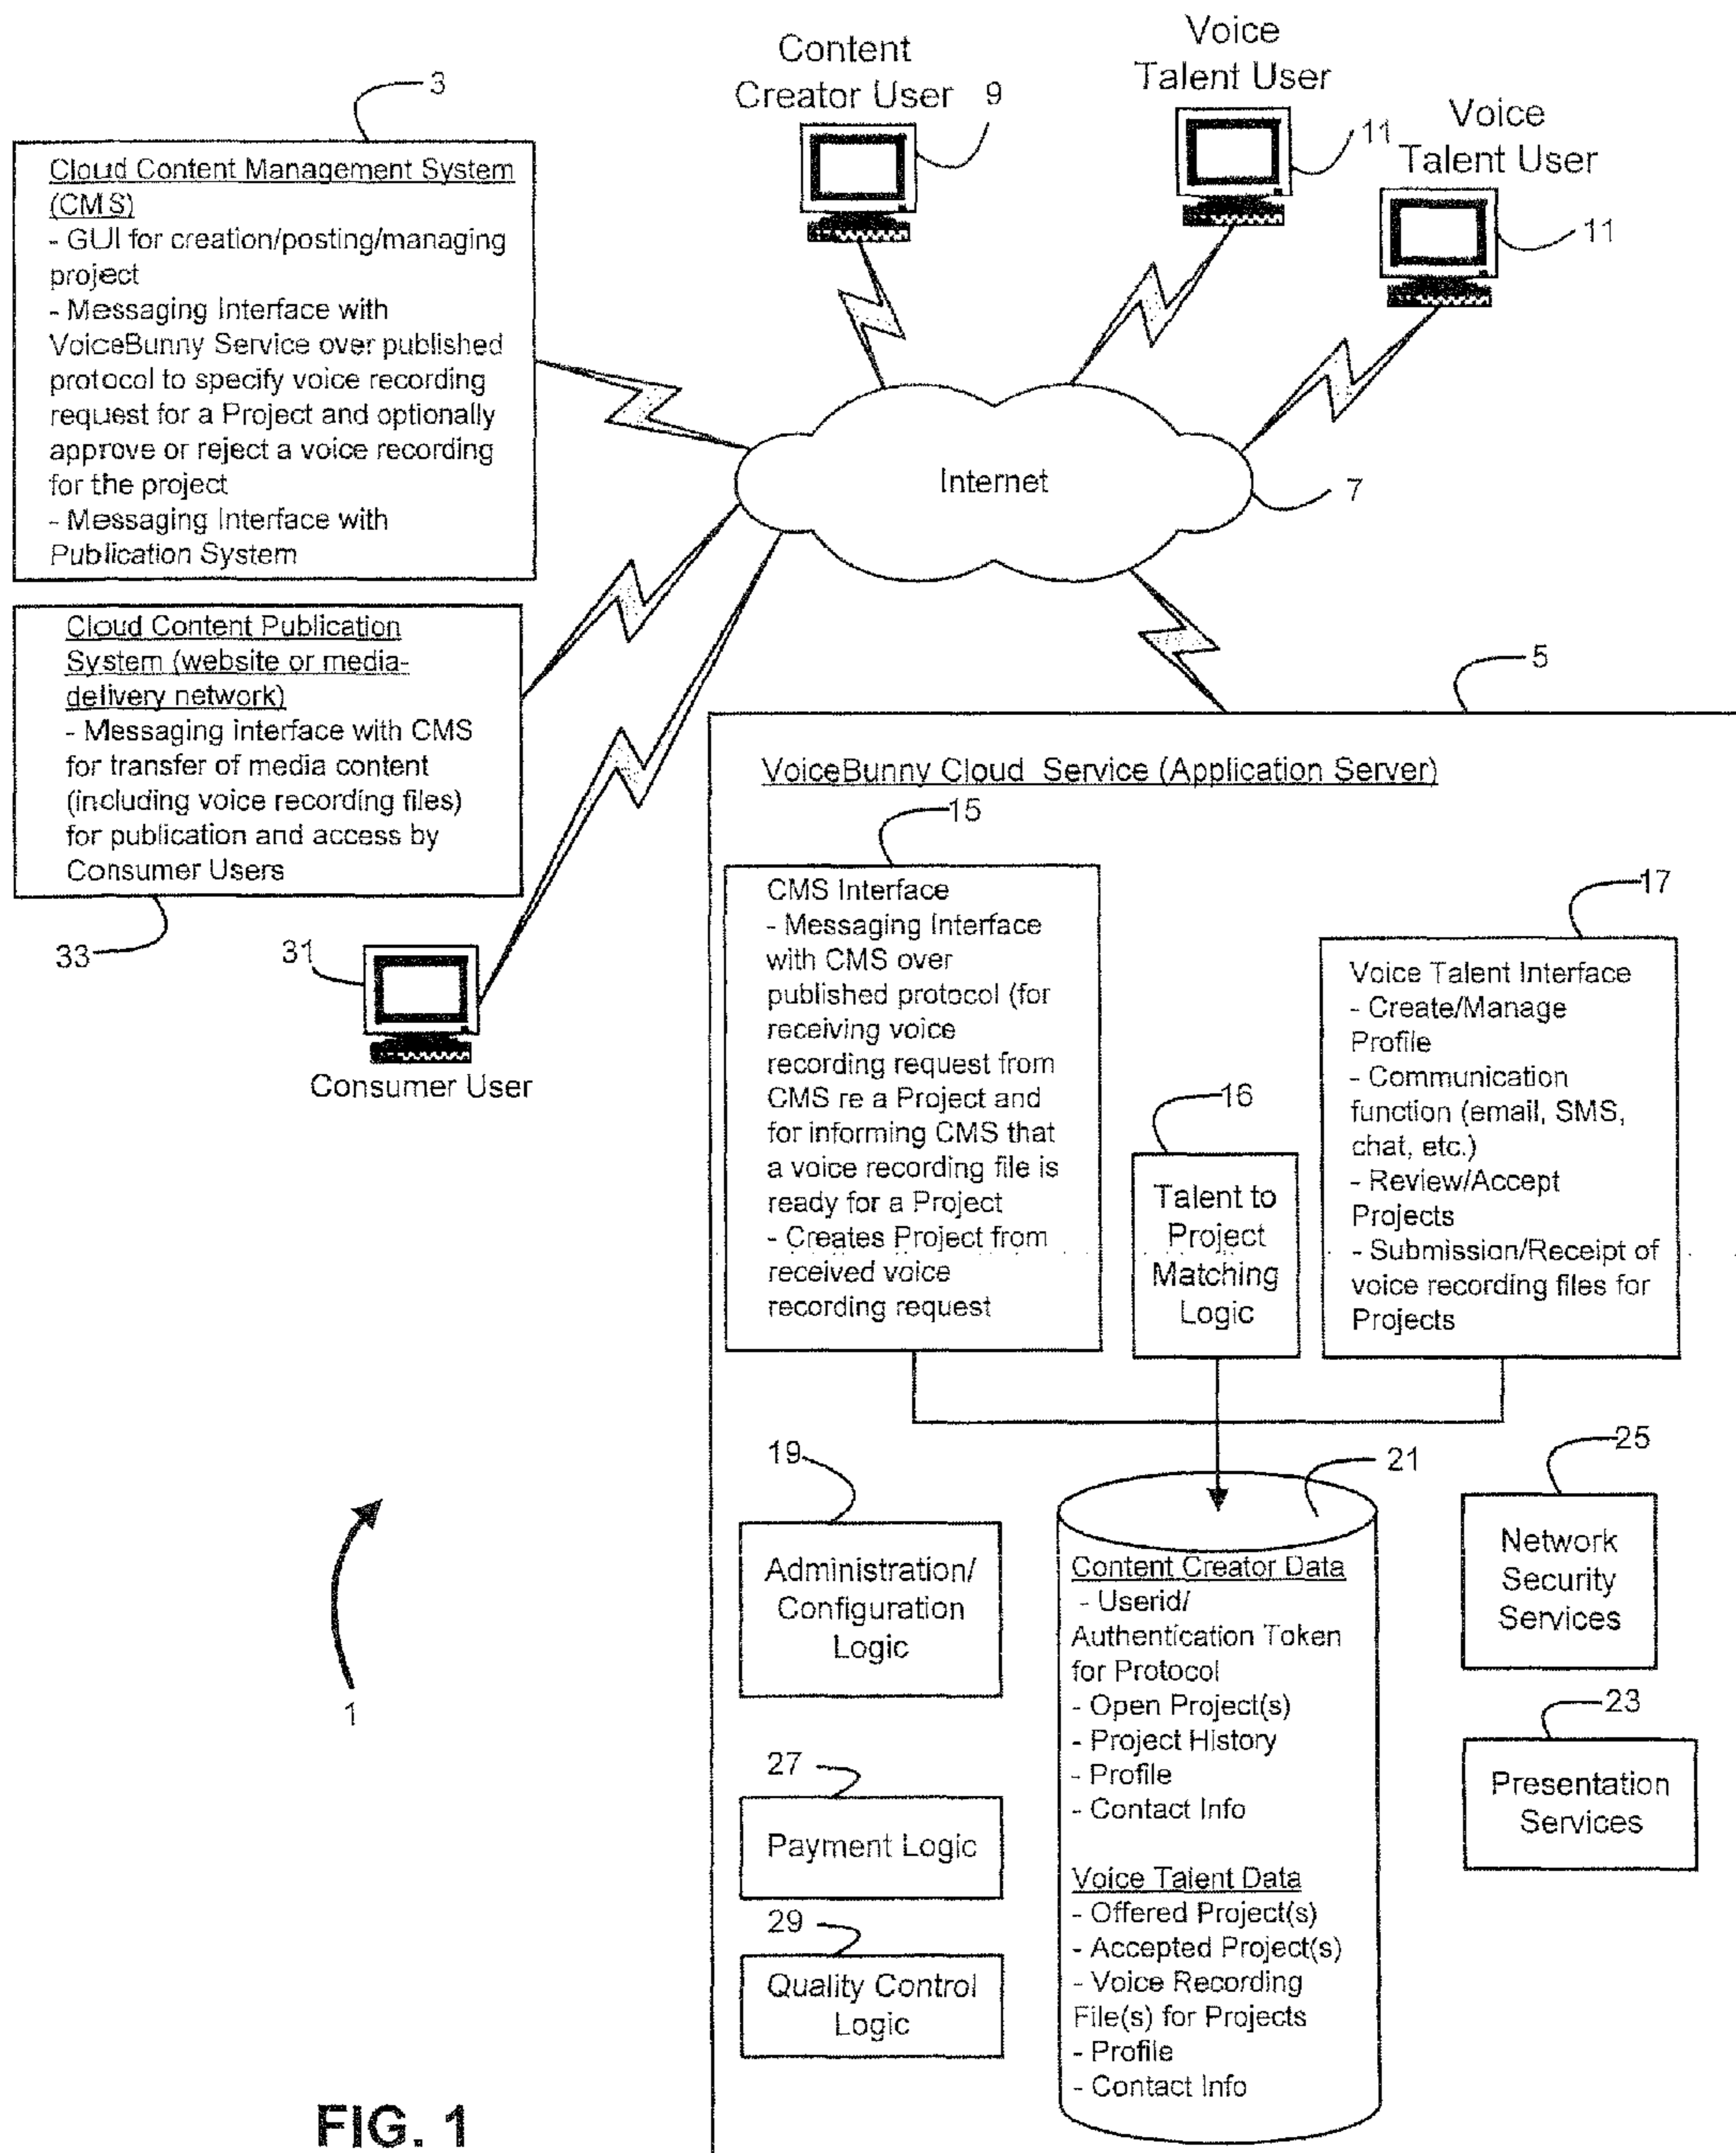 Content
Creator User
9
Voice
Talent User
11
Voice
Talent User
11
3
Cloud Content Management System
(CMS)
- GUI for creation/posting/managing
project
- Messaging Interface with
VoiceBunny Service over published
protocol to specify voice recording
request for a Project and optionally
approve or reject a voice recording
for the project
- Messaging Interface with
Publication System
Internet
7
Cloud Content Publication
System (website or media-
delivery network)
- Messaging interface with CMS
for transfer of media content
(including voice recording files)
for publication and access by
Consumer Users
33
31
Consumer User
5
VoiceBunny Cloud Service (Application Server)
15
CMS Interface
- Messaging Interface
with CMS over
published protocol (for
receiving voice
recording request from
CMS re a Project and
for informing CMS that
a voice recording file is
ready for a Project
- Creates Project from
received voice
recording request
16
Talent to
Project
Matching
Logic
17
Voice Talent Interface
- Create/Manage
Profile
- Communication
function (email, SMS,
chat, etc.)
- Review/Accept
Projects
- Submission/Receipt of
voice recording files for
Projects
19
Administration/
Configuration
Logic
27
Payment Logic
29
Quality Control
Logic
21
Content Creator Data
- Userid/
Authentication Token
for Protocol
- Open Project(s)
- Project History
- Profile
- Contact Info
Voice Talent Data
- Offered Project(s)
- Accepted Project(s)
- Voice Recording
File(s) for Projects
- Profile
- Contact Info
25
Network
Security
Services
23
Presentation
Services
1
FIG. 1